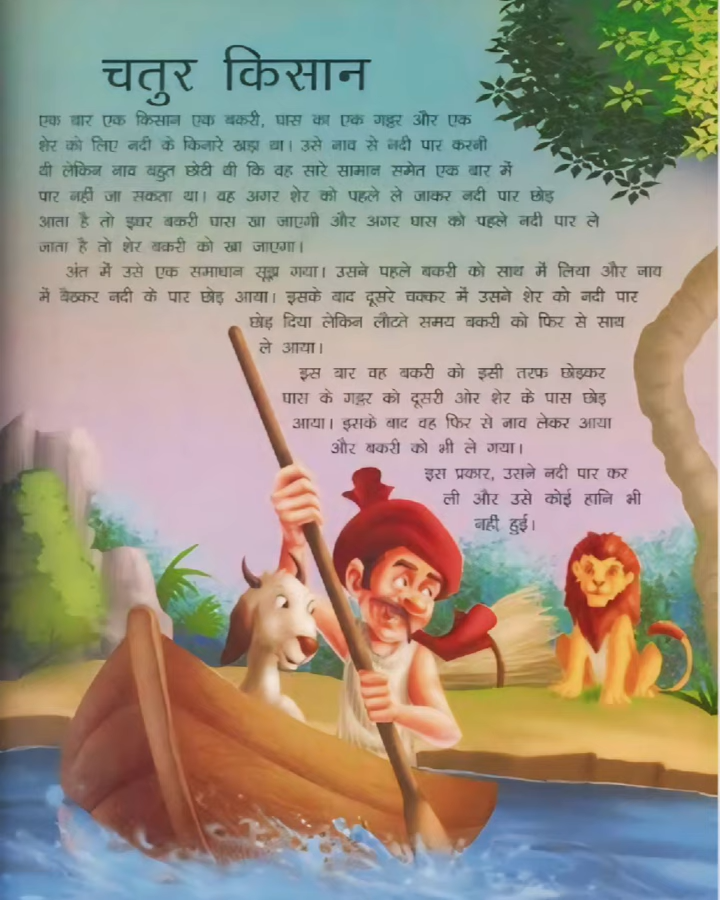 चतुर किसान
एक बार एक किसान एक बकरी, घास का एक गट्ठर और एक
शेर को लिए नदी के किनारे खड़ा था। उसे नाव से नदी पार करनी
थी लेकिन नाव बहुत छोटी थी कि वह सारे सामान समेत एक बार में
पार नहीं जा सकता था। वह अगर शेर को पहले ले जाकर नदी पार छोड़
आता है तो इधर बकरी घास खा जाएगी और अगर घास को पहले नदी पार ले
जाता है तो शेर बकरी को खा जाएगा।
अंत में उसे एक समाधान सूझ गया। उसने पहले बकरी को साथ में लिया और नाव
में बैठकर नदी के पार छोड़ आया। इसके बाद दूसरे चक्कर में उसने शेर को नदी पार
छोड़ दिया लेकिन लौटते समय बकरी को फिर से साथ
ले आया।
इस बार वह बकरी को इसी तरफ छोड़कर
घास के गट्ठर को दूसरी ओर शेर के पास छोड़
आया। इसके बाद वह फिर से नाव लेकर आया
और बकरी को भी ले गया।
इस प्रकार, उसने नदी पार कर
ली और उसे कोई हानि भी
नहीं हुई।